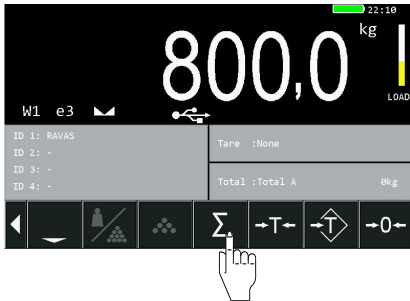 22:10
kg
800,0
LOAD
W1 e3
ID 1: RAVAS
ID 2: -
ID 3: -
ID 4: -
Tare :None
Total :Total A 0kg
Σ →T← →T← →0←